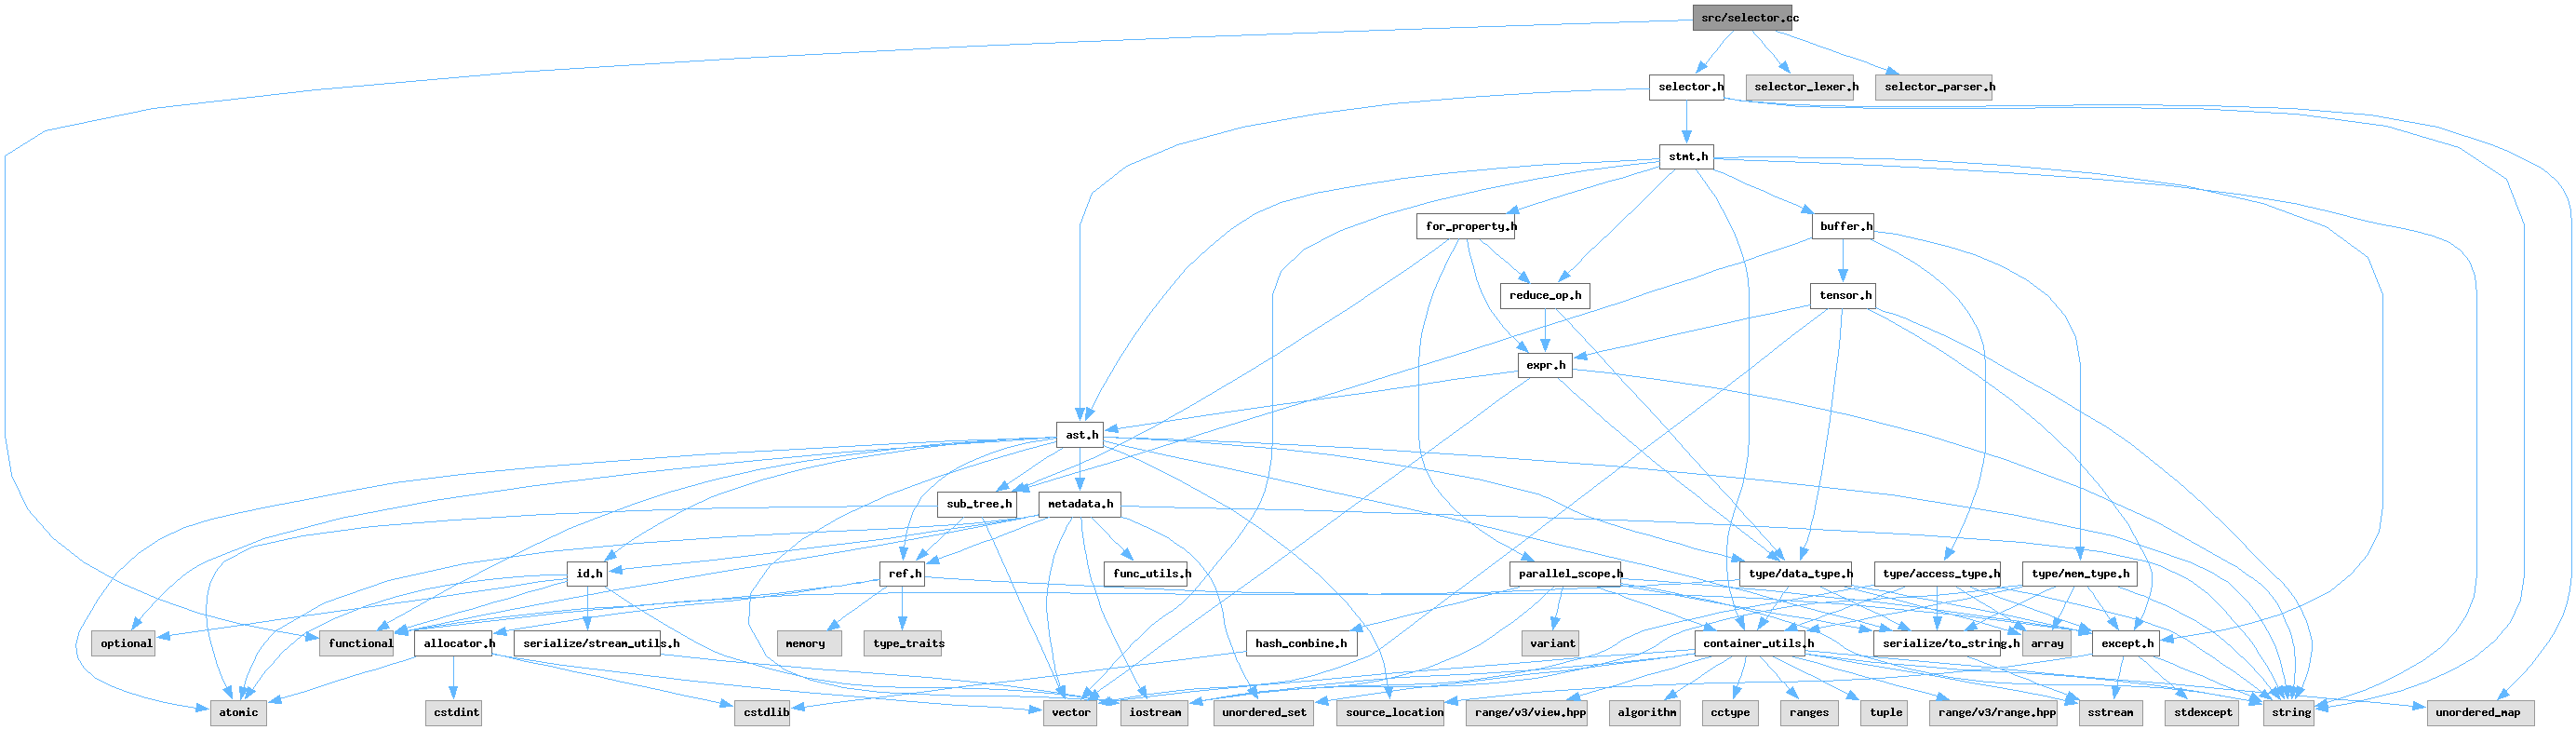 src/selector.cc
selector.h
selector_lexer.h
selector_parser.h
stmt.h
for_property.h
buffer.h
reduce_op.h
tensor.h
expr.h
ast.h
sub_tree.h
metadata.h
id.h
ref.h
func_utils.h
parallel_scope.h
type/data_type.h
type/access_type.h
type/mem_type.h
optional
functional
allocator.h
serialize/stream_utils.h
memory
type_traits
hash_combine.h
variant
container_utils.h
serialize/to_string.h
array
except.h
atomic
cstdint
cstdlib
vector
iostream
unordered_set
source_location
range/v3/view.hpp
algorithm
cctype
ranges
tuple
range/v3/range.hpp
sstream
stdexcept
string
unordered_map